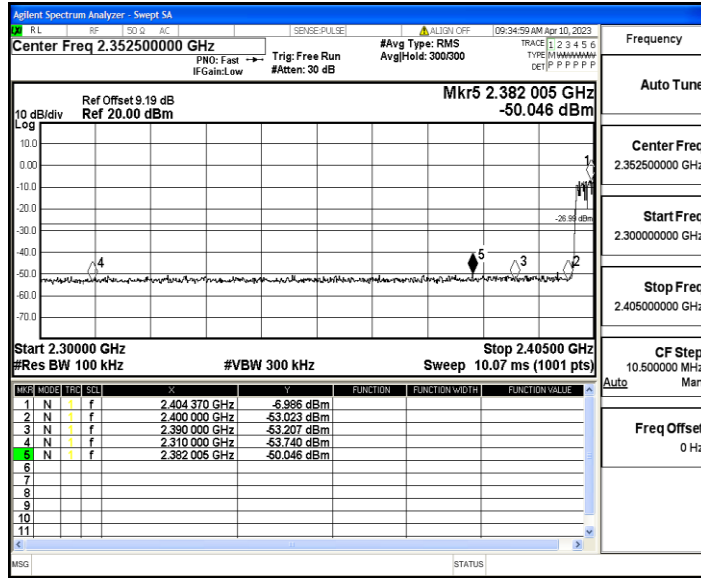 Agilent Spectrum Analyzer - Swept SA
RL RF 50 Ω AC SENSE:PULSE ALIGN OFF 09:34:59 AM Apr 10, 2023
Center Freq 2.352500000 GHz #Avg Type: RMS TRACE 1 2 3 4 5 6
PNO: Fast Trig: Free Run Avg|Hold: 300/300 TYPE M
IFGain:Low #Atten: 30 dB DET P P P P P P
Ref Offset 9.19 dB Mkr5 2.382 005 GHz
10 dB/div Ref 20.00 dBm -50.046 dBm
Log
10.0
0.00
-10.0
-20.0
-26.99 dBm
-30.0
-40.0
-50.0
-60.0
-70.0
1
4 5 3 2
Start 2.30000 GHz Stop 2.40500 GHz
#Res BW 100 kHz #VBW 300 kHz Sweep 10.07 ms (1001 pts)
MKR MODE TRC SCL X Y FUNCTION FUNCTION WIDTH FUNCTION VALUE
1 N 1 f 2.404 370 GHz -6.986 dBm
2 N 1 f 2.400 000 GHz -53.023 dBm
3 N 1 f 2.390 000 GHz -53.207 dBm
4 N 1 f 2.310 000 GHz -53.740 dBm
5 N 1 f 2.382 005 GHz -50.046 dBm
6
7
8
9
10
11
MSG STATUS
Frequency
Auto Tune
Center Freq
2.352500000 GHz
Start Freq
2.300000000 GHz
Stop Freq
2.405000000 GHz
CF Step
10.500000 MHz
Auto Man
Freq Offset
0 Hz